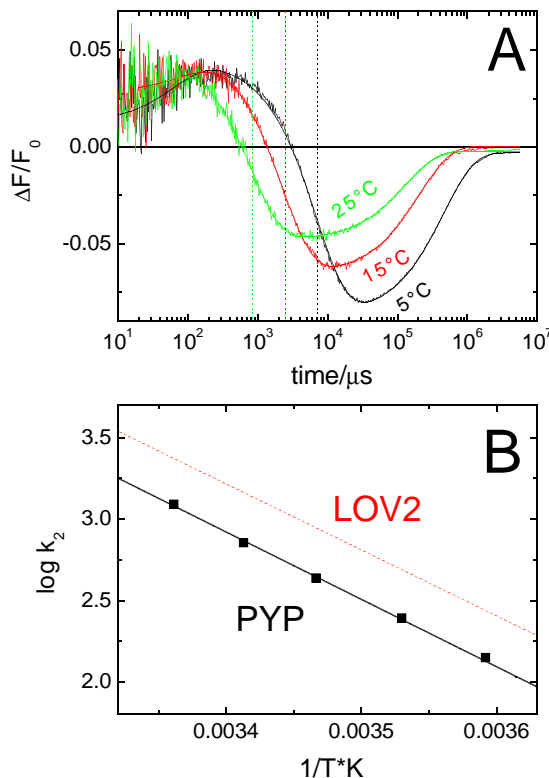 A
0.05
0.00
-0.05
ΔF/F₀
25°C
15°C
5°C
10¹ 10² 10³ 10⁴ 10⁵ 10⁶ 10⁷
time/μs
B
3.5
3.0
2.5
2.0
log k₂
LOV2
PYP
0.0034 0.0035 0.0036
1/T*K